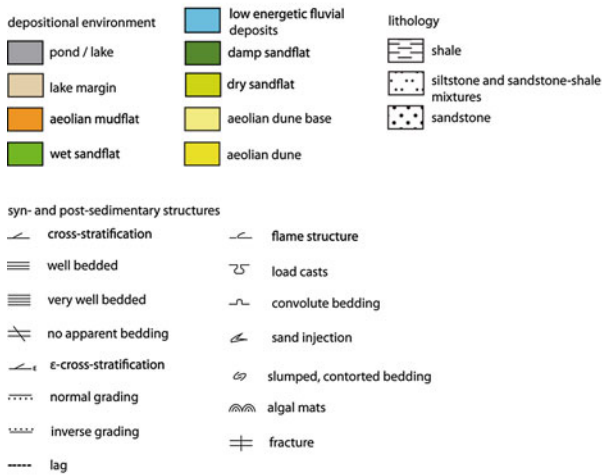 depositional environment
pond / lake
lake margin
aeolian mudflat
wet sandflat
low energetic fluvial
deposits
damp sandflat
dry sandflat
aeolian dune base
aeolian dune
lithology
shale
siltstone and sandstone-shale
mixtures
sandstone
syn- and post-sedimentary structures
cross-stratification
well bedded
very well bedded
no apparent bedding
ε ε-cross-stratification
normal grading
inverse grading
lag
flame structure
load casts
convolute bedding
sand injection
slumped, contorted bedding
algal mats
fracture